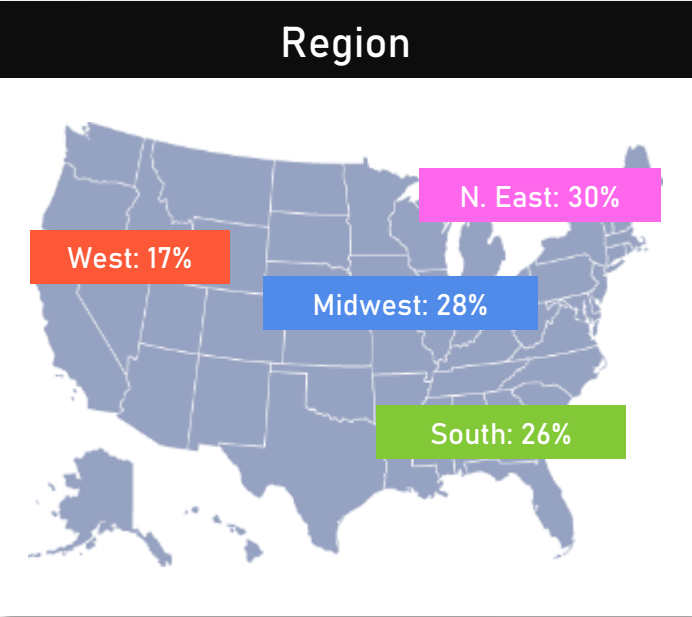 Region
N. East: 30%
West: 17%
Midwest: 28%
South: 26%